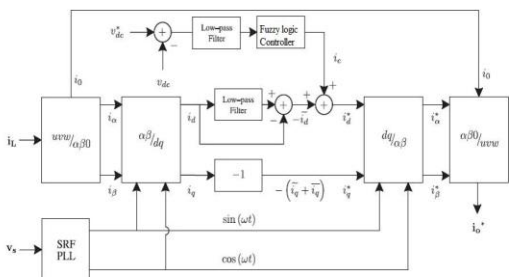 v*dc
+
−
Low-pass
Filter
Fuzzy logic
Controller
i0
vdc
ic
i0
+
iL
uvw/αβ0
iα
iβ
αβ/dq
id
Low-pass
Filter
+
−
−ĩd
+
i*d
iq
−1
−(ĩq + īq)
i*q
dq/αβ
i*α
i*β
αβ0/uvw
io*
vs
SRF
PLL
sin (ωt)
cos (ωt)